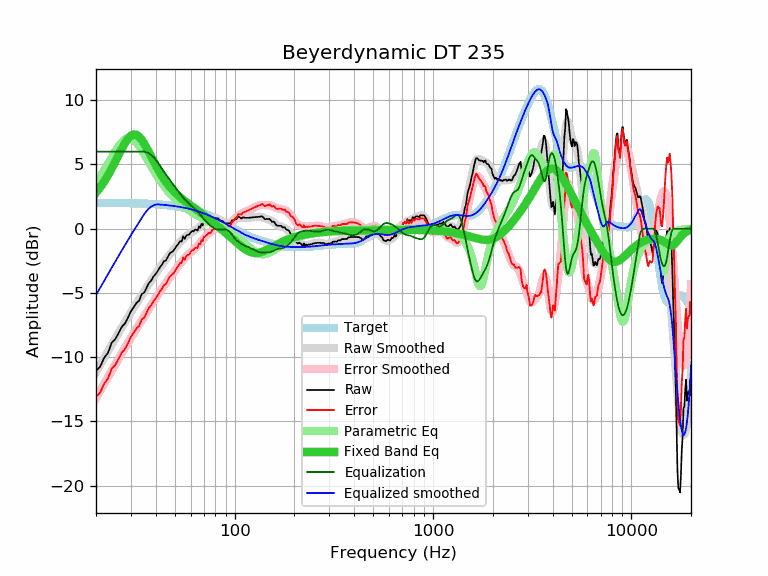 Beyerdynamic DT 235
10
5
0
−5
−10
−15
−20
Amplitude (dBr)
Target
Raw Smoothed
Error Smoothed
Raw
Error
Parametric Eq
Fixed Band Eq
Equalization
Equalized smoothed
100 1000 10000
Frequency (Hz)